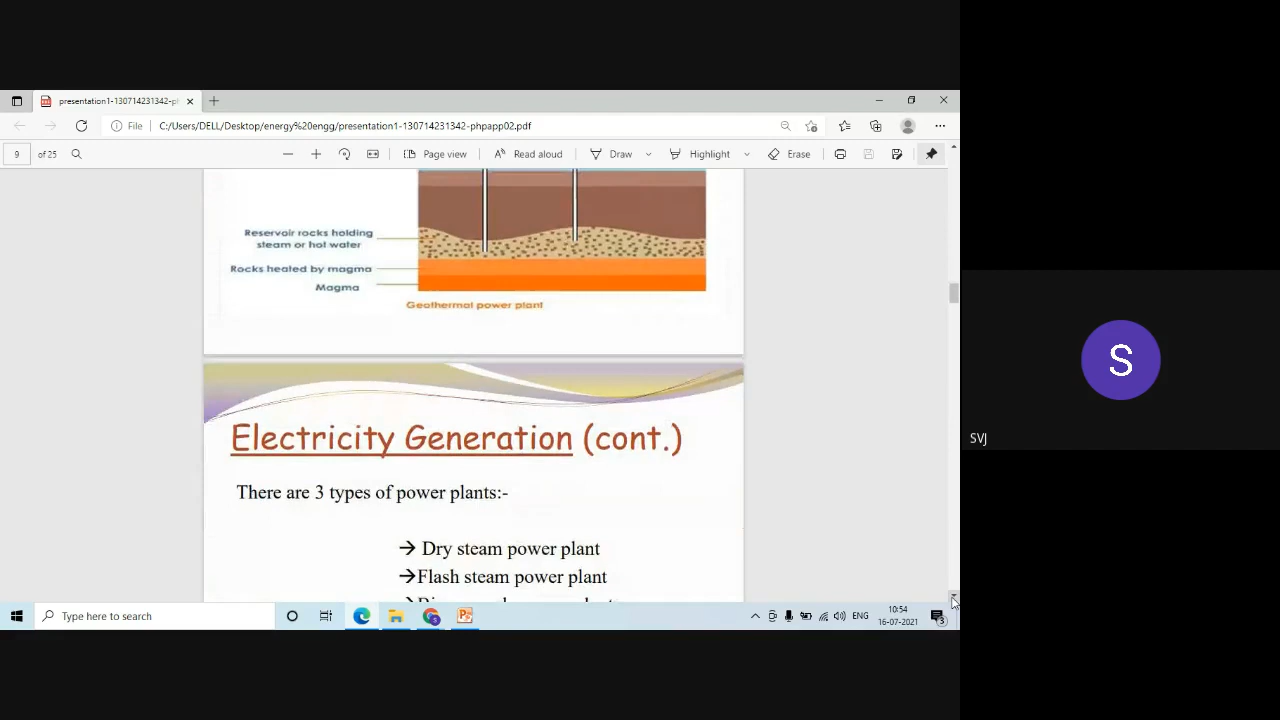 presentation1-130714231342-ph
File
C:/Users/DELL/Desktop/energy%20engg/presentation1-130714231342-phpapp02.pdf
9 of 25
Page view
Read aloud
Draw
Highlight
Erase
Reservoir rocks holding
steam or hot water
Rocks heated by magma
Magma
Geothermal power plant
S
SVJ
Electricity Generation (cont.)
There are 3 types of power plants:-
→ Dry steam power plant
→Flash steam power plant
Type here to search
ENG
10:54
16-07-2021
3